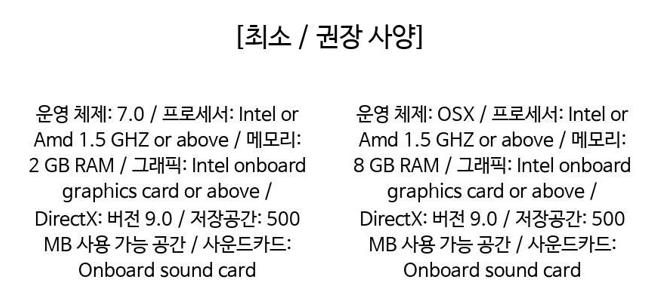 [최소 / 권장 사양]
운영 체제: 7.0 / 프로세서: Intel or
Amd 1.5 GHZ or above / 메모리:
2 GB RAM / 그래픽: Intel onboard
graphics card or above /
DirectX: 버전 9.0 / 저장공간: 500
MB 사용 가능 공간 / 사운드카드:
Onboard sound card
운영 체제: OSX / 프로세서: Intel or
Amd 1.5 GHZ or above / 메모리:
8 GB RAM / 그래픽: Intel onboard
graphics card or above /
DirectX: 버전 9.0 / 저장공간: 500
MB 사용 가능 공간 / 사운드카드:
Onboard sound card